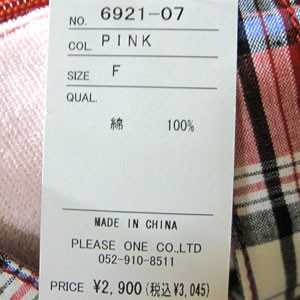 NO. 6921-07
COL. PINK
SIZE F
QUAL.
綿 100%
MADE IN CHINA
PLEASE ONE CO.,LTD
052-910-8511
PRICE ¥2,900(税込¥3,045)